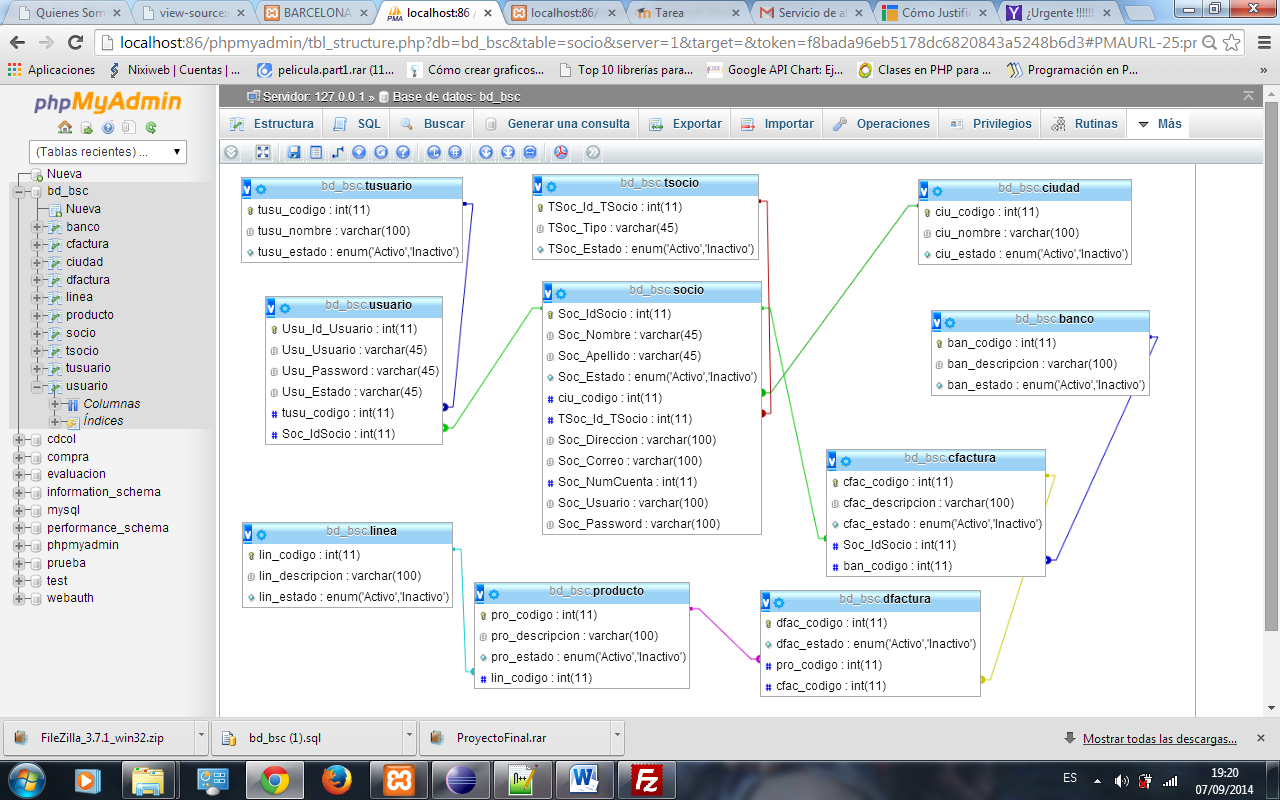 Quienes Som
view-source:
BARCELONA
localhost:86 /
localhost:86/
Tarea
Servicio de al
Cómo Justific
¿Urgente !!!!!!
localhost:86/phpmyadmin/tbl_structure.php?db=bd_bsc&table=socio&server=1&target=&token=f8bada96eb5178dc6820843a5248b6d3#PMAURL-25:pr
Aplicaciones
Nixiweb | Cuentas | ...
pelicula.part1.rar (11...
Cómo crear graficos...
Top 10 librerías para...
Google API Chart: Ej...
Clases en PHP para ...
Programación en P...
»
phpMyAdmin
(Tablas recientes) ...
Nueva
bd_bsc
Nueva
banco
cfactura
ciudad
dfactura
linea
producto
socio
tsocio
tusuario
usuario
Columnas
Índices
cdcol
compra
evaluacion
information_schema
mysql
performance_schema
phpmyadmin
prueba
test
webauth
Servidor: 127.0.0.1 » Base de datos: bd_bsc
Estructura
SQL
Buscar
Generar una consulta
Exportar
Importar
Operaciones
Privilegios
Rutinas
Más
bd_bsc.tusuario
tusu_codigo : int(11)
tusu_nombre : varchar(100)
tusu_estado : enum('Activo','Inactivo')
bd_bsc.tsocio
TSoc_Id_TSocio : int(11)
TSoc_Tipo : varchar(45)
TSoc_Estado : enum('Activo','Inactivo')
bd_bsc.ciudad
ciu_codigo : int(11)
ciu_nombre : varchar(100)
ciu_estado : enum('Activo','Inactivo')
bd_bsc.usuario
Usu_Id_Usuario : int(11)
Usu_Usuario : varchar(45)
Usu_Password : varchar(45)
Usu_Estado : varchar(45)
tusu_codigo : int(11)
Soc_IdSocio : int(11)
bd_bsc.socio
Soc_IdSocio : int(11)
Soc_Nombre : varchar(45)
Soc_Apellido : varchar(45)
Soc_Estado : enum('Activo','Inactivo')
ciu_codigo : int(11)
TSoc_Id_TSocio : int(11)
Soc_Direccion : varchar(100)
Soc_Correo : varchar(100)
Soc_NumCuenta : int(11)
Soc_Usuario : varchar(100)
Soc_Password : varchar(100)
bd_bsc.banco
ban_codigo : int(11)
ban_descripcion : varchar(100)
ban_estado : enum('Activo','Inactivo')
bd_bsc.cfactura
cfac_codigo : int(11)
cfac_descripcion : varchar(100)
cfac_estado : enum('Activo','Inactivo')
Soc_IdSocio : int(11)
ban_codigo : int(11)
bd_bsc.linea
lin_codigo : int(11)
lin_descripcion : varchar(100)
lin_estado : enum('Activo','Inactivo')
bd_bsc.producto
pro_codigo : int(11)
pro_descripcion : varchar(100)
pro_estado : enum('Activo','Inactivo')
lin_codigo : int(11)
bd_bsc.dfactura
dfac_codigo : int(11)
dfac_estado : enum('Activo','Inactivo')
pro_codigo : int(11)
cfac_codigo : int(11)
FileZilla_3.7.1_win32.zip
bd_bsc (1).sql
ProyectoFinal.rar
Mostrar todas las descargas...
ES
19:20
07/09/2014